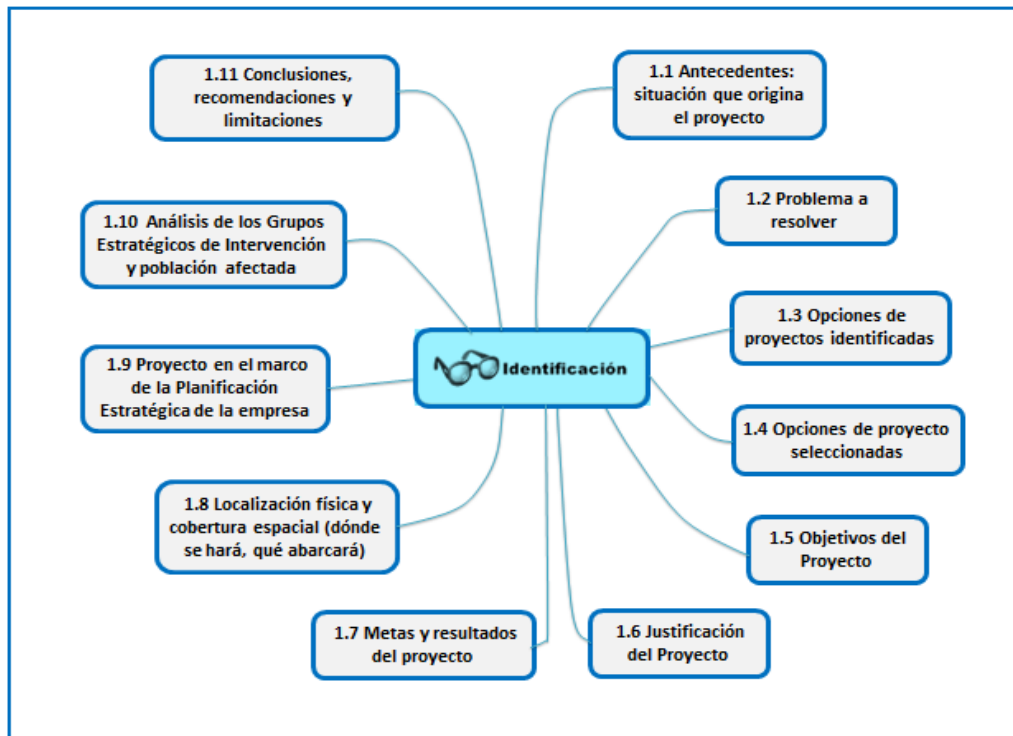 1.11 Conclusiones,
recomendaciones y
limitaciones
1.1 Antecedentes:
situación que origina
el proyecto
1.10 Análisis de los Grupos
Estratégicos de Intervención
y población afectada
1.2 Problema a
resolver
1.3 Opciones de
proyectos identificadas
1.9 Proyecto en el marco
de la Planificación
Estratégica de la empresa
Identificación
1.4 Opciones de proyecto
seleccionadas
1.8 Localización física y
cobertura espacial (dónde
se hará, qué abarcará)
1.5 Objetivos del
Proyecto
1.7 Metas y resultados
del proyecto
1.6 Justificación
del Proyecto